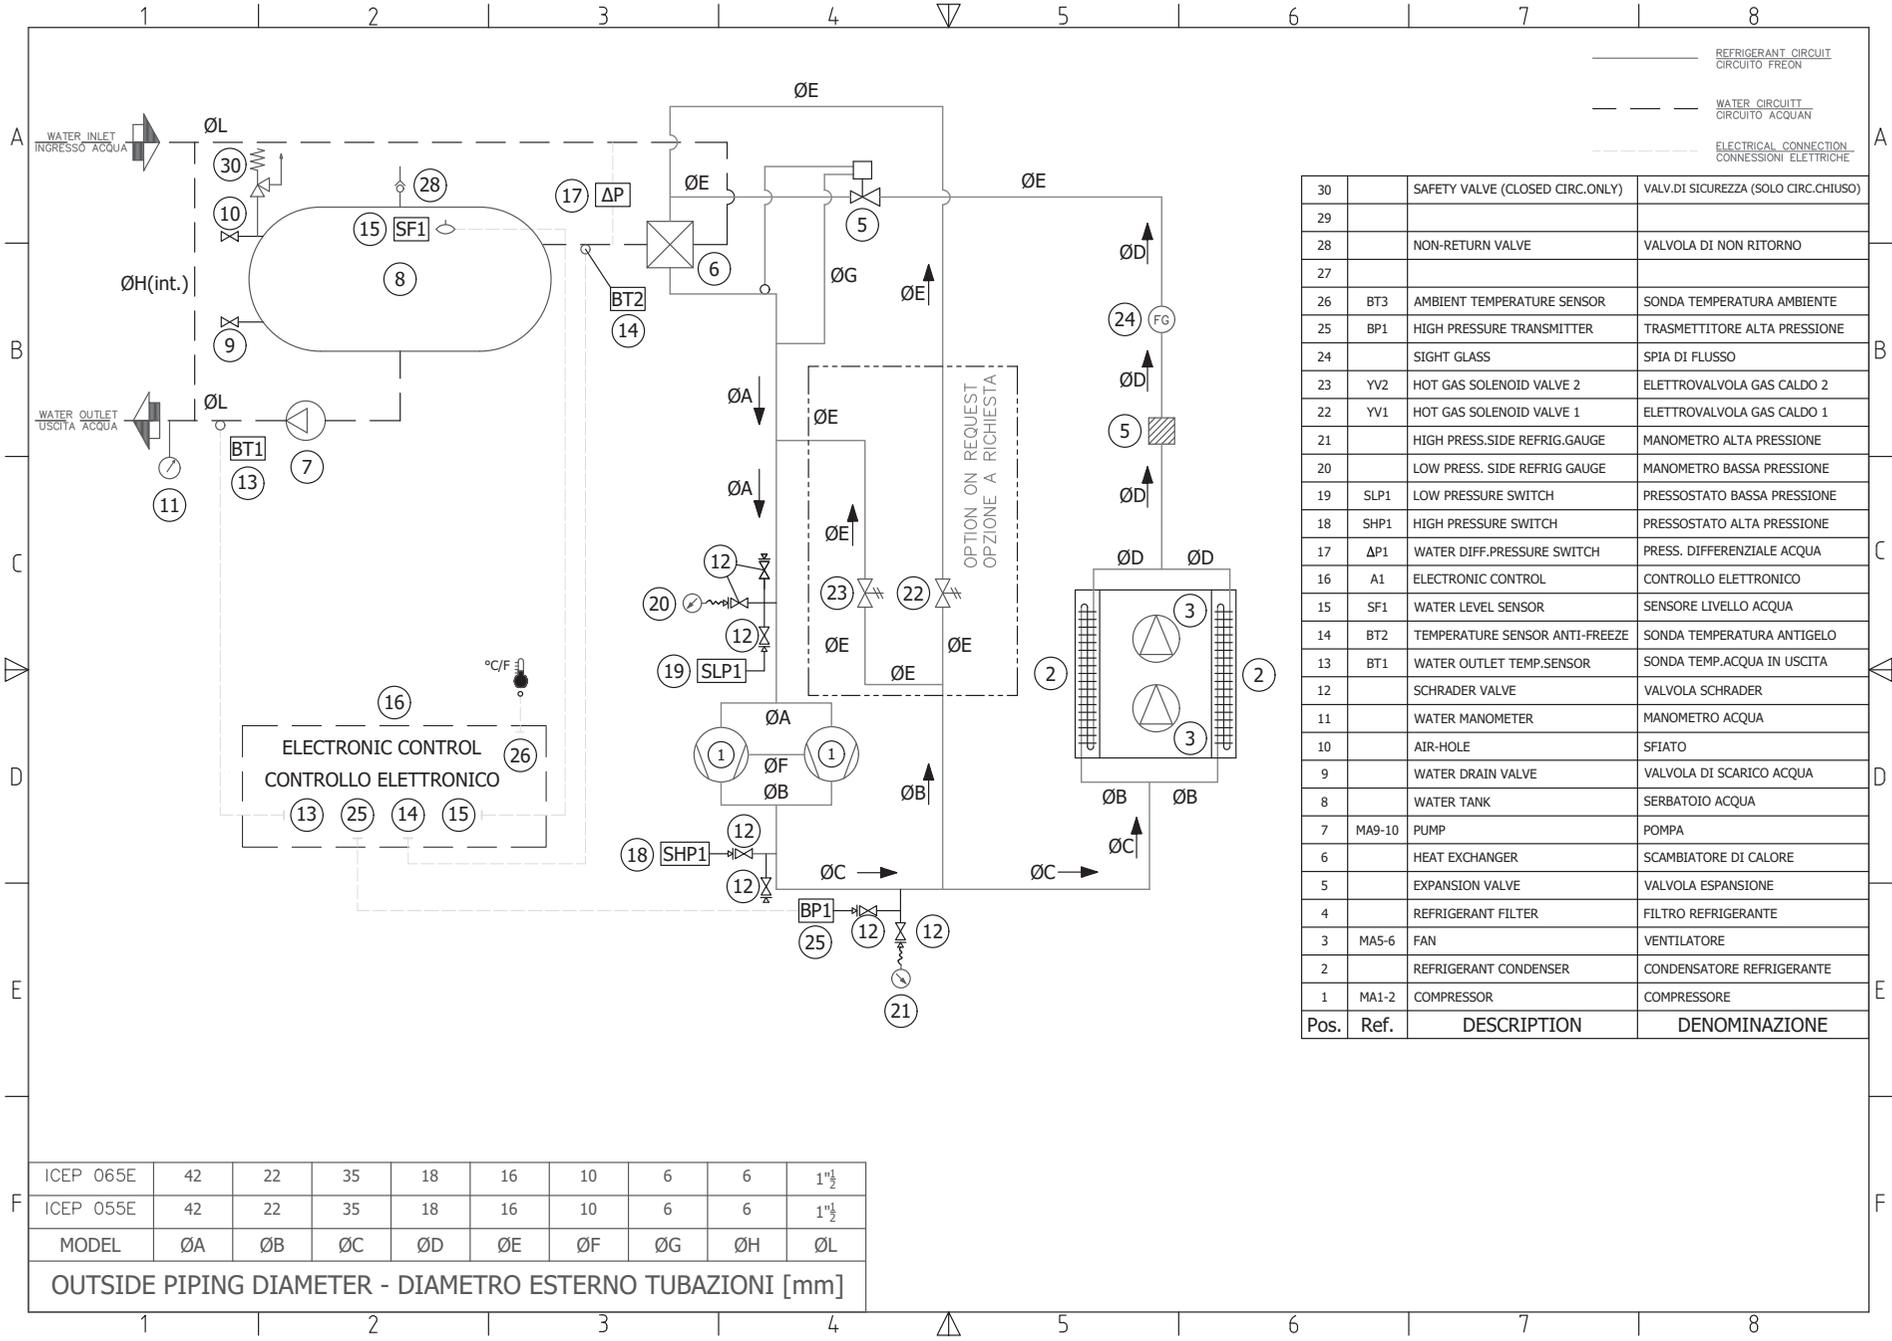 1 2 3 4 5 6 7 8
A
B
C
D
E
F
REFRIGERANT CIRCUIT
CIRCUITO FREON
WATER CIRCUITT
CIRCUITO ACQUAN
ELECTRICAL CONNECTION
CONNESSIONI ELETTRICHE
WATER INLET
INGRESSO ACQUA
ØL
30
10
28
15 SF1
8
17 ΔP
6
BT2
14
ØH(int.)
9
WATER OUTLET
USCITA ACQUA
ØL
BT1
13
7
11
ØE
ØE
5
ØE
ØG
ØE
ØD
24 FG
ØD
5
ØD
ØA
ØA
ØE
OPTION ON REQUEST
OPZIONE A RICHIESTA
ØE
23
22
ØE
ØE
ØE
12
20
12
19 SLP1
ØD ØD
3
2
2
3
ØB ØB
°C/F
16
ELECTRONIC CONTROL
CONTROLLO ELETTRONICO
26
13 25 14 15
ØA
1 1
ØF
ØB
ØB
12
18 SHP1
12
ØC
ØC
ØC
BP1
25
12
12
21
30 SAFETY VALVE (CLOSED CIRC.ONLY) VALV.DI SICUREZZA (SOLO CIRC.CHIUSO)
29
28 NON-RETURN VALVE VALVOLA DI NON RITORNO
27
26 BT3 AMBIENT TEMPERATURE SENSOR SONDA TEMPERATURA AMBIENTE
25 BP1 HIGH PRESSURE TRANSMITTER TRASMETTITORE ALTA PRESSIONE
24 SIGHT GLASS SPIA DI FLUSSO
23 YV2 HOT GAS SOLENOID VALVE 2 ELETTROVALVOLA GAS CALDO 2
22 YV1 HOT GAS SOLENOID VALVE 1 ELETTROVALVOLA GAS CALDO 1
21 HIGH PRESS.SIDE REFRIG.GAUGE MANOMETRO ALTA PRESSIONE
20 LOW PRESS. SIDE REFRIG GAUGE MANOMETRO BASSA PRESSIONE
19 SLP1 LOW PRESSURE SWITCH PRESSOSTATO BASSA PRESSIONE
18 SHP1 HIGH PRESSURE SWITCH PRESSOSTATO ALTA PRESSIONE
17 ΔP1 WATER DIFF.PRESSURE SWITCH PRESS. DIFFERENZIALE ACQUA
16 A1 ELECTRONIC CONTROL CONTROLLO ELETTRONICO
15 SF1 WATER LEVEL SENSOR SENSORE LIVELLO ACQUA
14 BT2 TEMPERATURE SENSOR ANTI-FREEZE SONDA TEMPERATURA ANTIGELO
13 BT1 WATER OUTLET TEMP.SENSOR SONDA TEMP.ACQUA IN USCITA
12 SCHRADER VALVE VALVOLA SCHRADER
11 WATER MANOMETER MANOMETRO ACQUA
10 AIR-HOLE SFIATO
9 WATER DRAIN VALVE VALVOLA DI SCARICO ACQUA
8 WATER TANK SERBATOIO ACQUA
7 MA9-10 PUMP POMPA
6 HEAT EXCHANGER SCAMBIATORE DI CALORE
5 EXPANSION VALVE VALVOLA ESPANSIONE
4 REFRIGERANT FILTER FILTRO REFRIGERANTE
3 MA5-6 FAN VENTILATORE
2 REFRIGERANT CONDENSER CONDENSATORE REFRIGERANTE
1 MA1-2 COMPRESSOR COMPRESSORE
Pos. Ref. DESCRIPTION DENOMINAZIONE
ICEP 065E 42 22 35 18 16 10 6 6 1"½
ICEP 055E 42 22 35 18 16 10 6 6 1"½
MODEL ØA ØB ØC ØD ØE ØF ØG ØH ØL
OUTSIDE PIPING DIAMETER - DIAMETRO ESTERNO TUBAZIONI [mm]
A
B
C
D
E
F
1 2 3 4 5 6 7 8